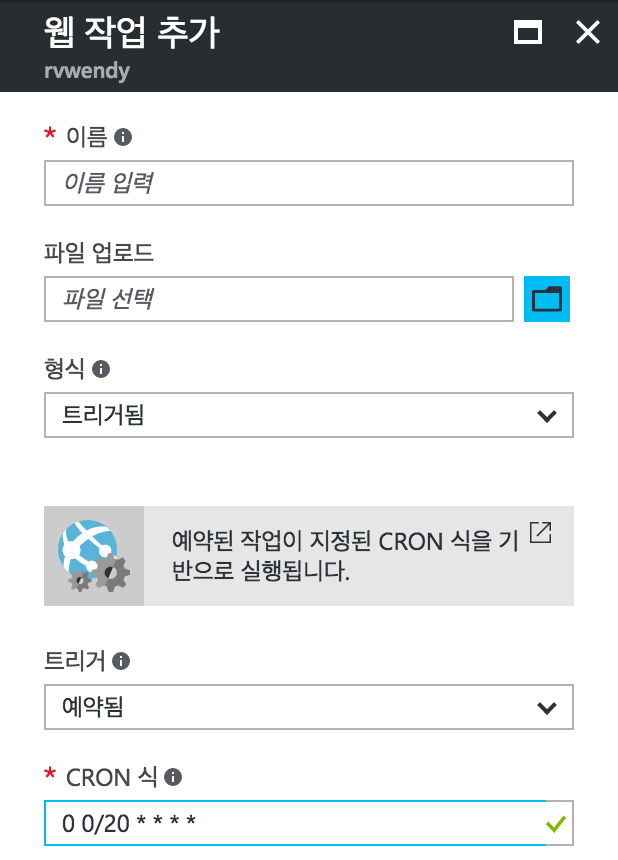 웹 작업 추가
rvwendy
* 이름
이름 입력
파일 업로드
파일 선택
형식
트리거됨
예약된 작업이 지정된 CRON 식을 기
반으로 실행됩니다.
트리거
예약됨
* CRON 식
0 0/20 * * * *